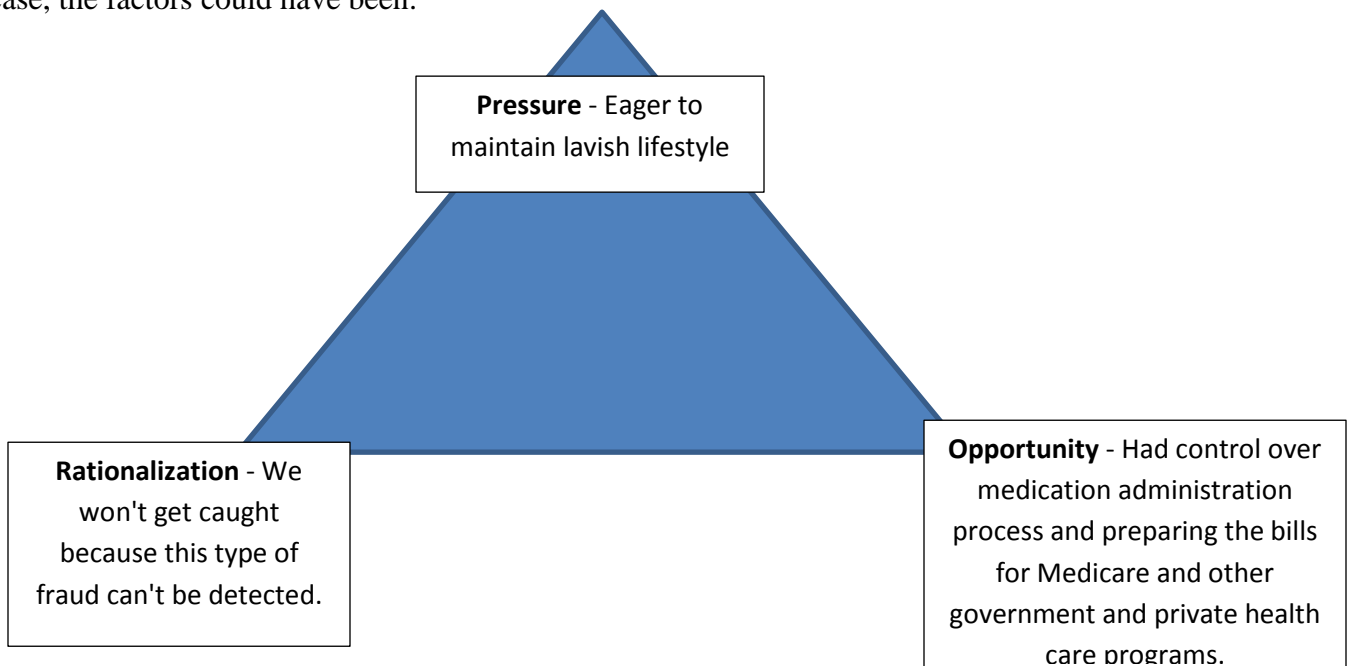 case, the factors could have been:
Pressure - Eager to
maintain lavish lifestyle
Rationalization - We
won't get caught
because this type of
fraud can't be detected.
Opportunity - Had control over
medication administration
process and preparing the bills
for Medicare and other
government and private health
care programs.